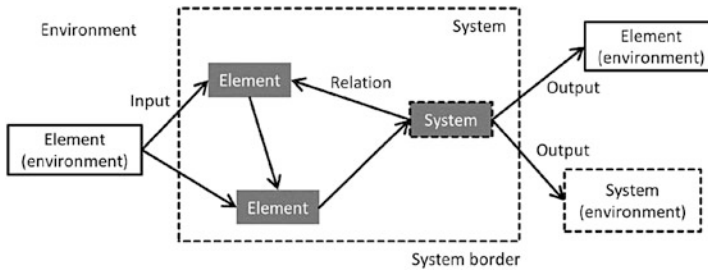 Environment
System
Element
(environment)
Element
Relation
Input
Output
System
Element
(environment)
Output
Element
System
(environment)
System border